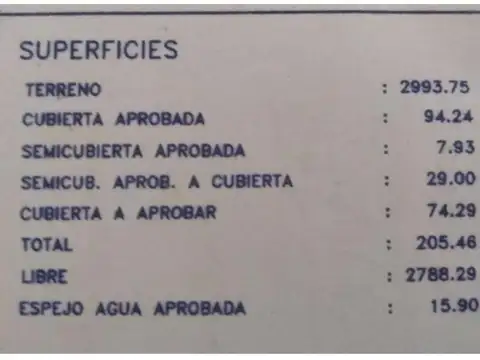 SUPERFICIES
TERRENO : 2993.75
CUBIERTA APROBADA : 94.24
SEMICUBIERTA APROBADA : 7.93
SEMICUB. APROB. A CUBIERTA : 29.00
CUBIERTA A APROBAR : 74.29
TOTAL : 205.46
LIBRE : 2788.29
ESPEJO AGUA APROBADA : 15.90